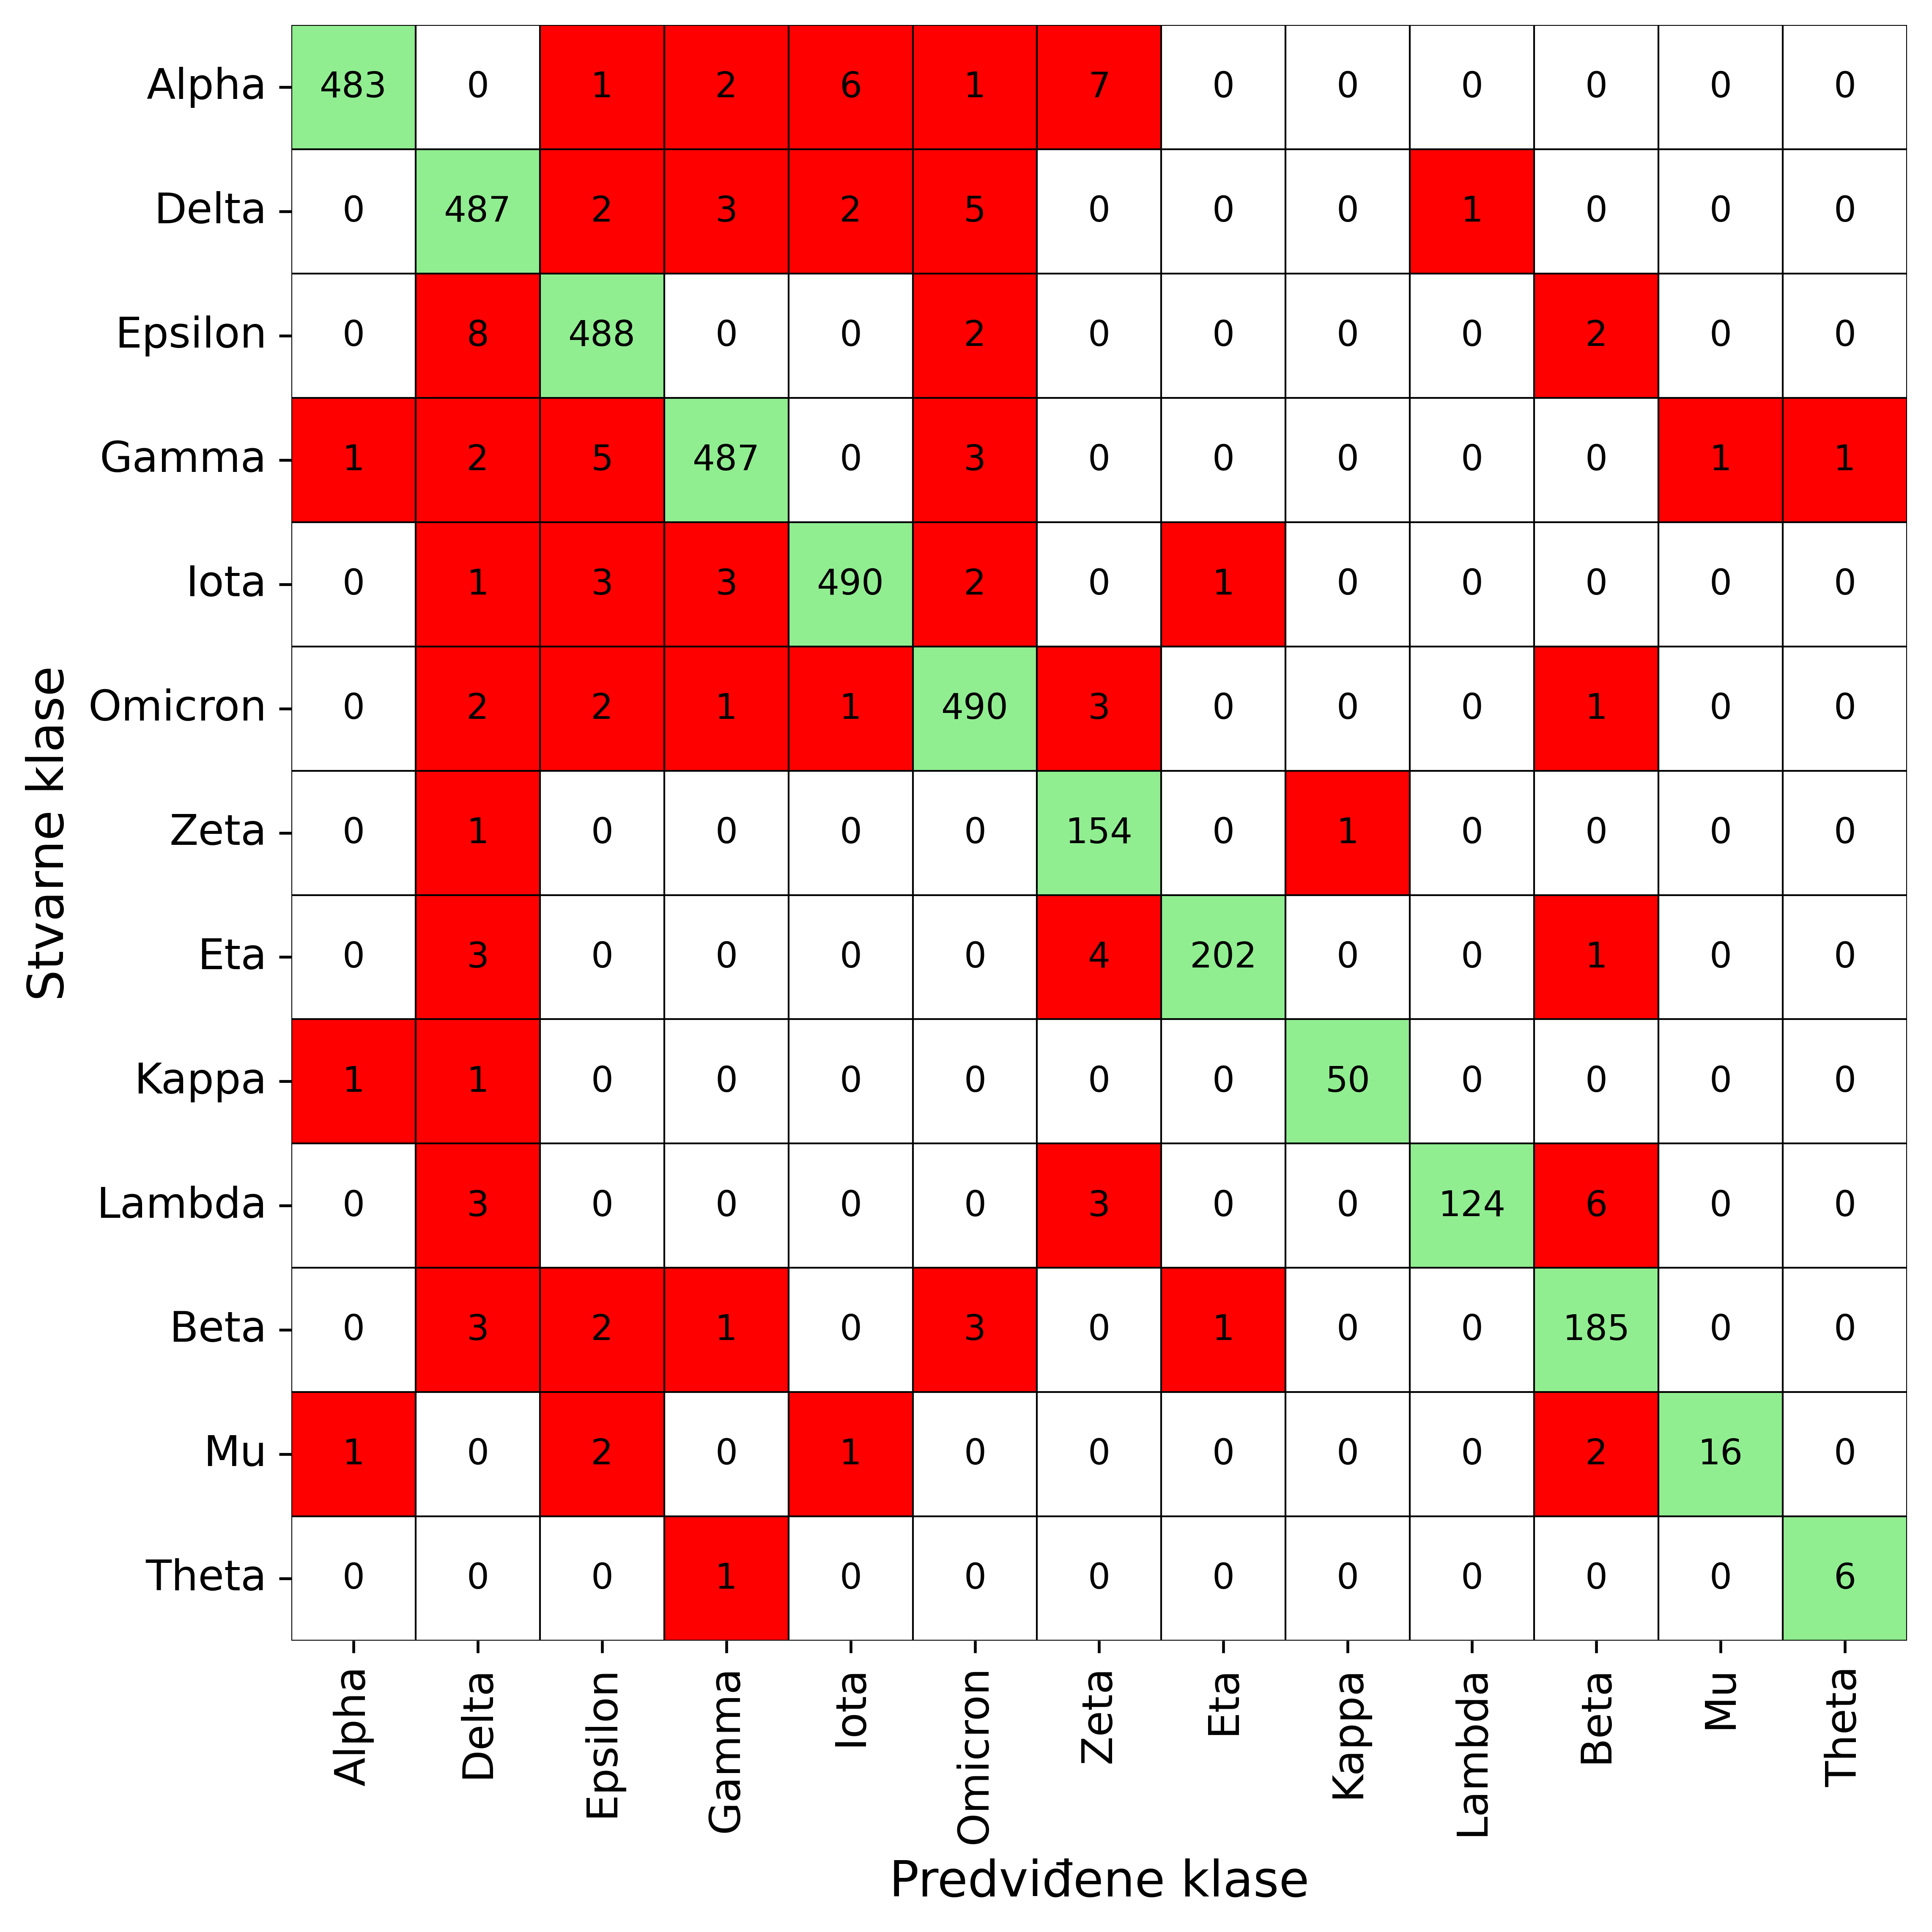 Stvarne klase
Alpha 483 0 1 2 6 1 7 0 0 0 0 0 0
Delta 0 487 2 3 2 5 0 0 0 1 0 0 0
Epsilon 0 8 488 0 0 2 0 0 0 0 2 0 0
Gamma 1 2 5 487 0 3 0 0 0 0 0 1 1
Iota 0 1 3 3 490 2 0 1 0 0 0 0 0
Omicron 0 2 2 1 1 490 3 0 0 0 1 0 0
Zeta 0 1 0 0 0 0 154 0 1 0 0 0 0
Eta 0 3 0 0 0 0 4 202 0 0 1 0 0
Kappa 1 1 0 0 0 0 0 0 50 0 0 0 0
Lambda 0 3 0 0 0 0 3 0 0 124 6 0 0
Beta 0 3 2 1 0 3 0 1 0 0 185 0 0
Mu 1 0 2 0 1 0 0 0 0 0 2 16 0
Theta 0 0 0 1 0 0 0 0 0 0 0 0 6
Alpha Delta Epsilon Gamma Iota Omicron Zeta Eta Kappa Lambda Beta Mu Theta
Predviđene klase